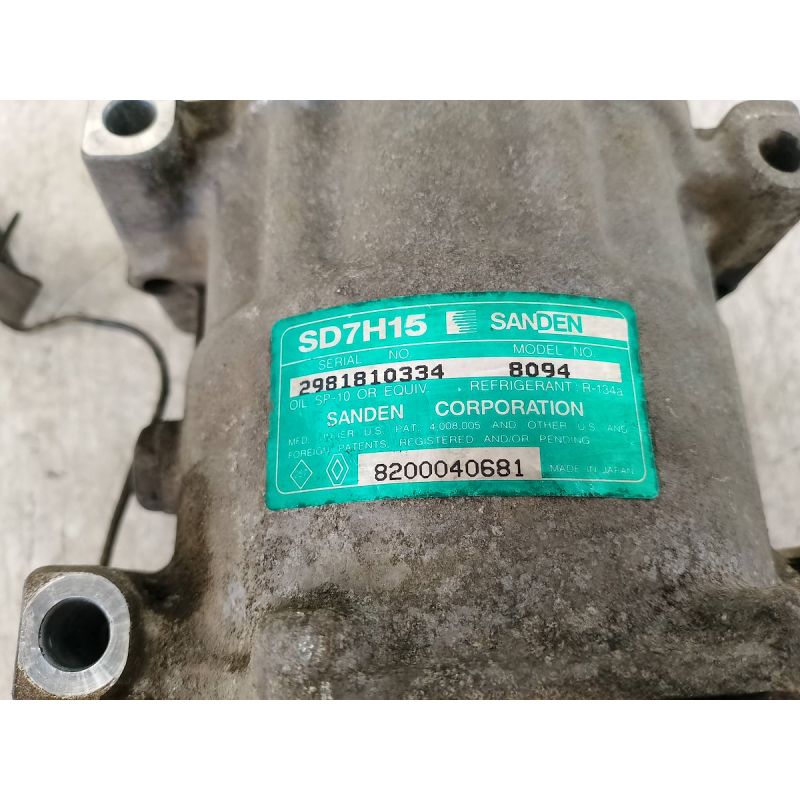 SD7H15 SANDEN
SERIAL NO. MODEL NO.
2981810334 8094
OIL SP-10 OR EQUIV. REFRIGERANT: R-134a
SANDEN CORPORATION
MFD. UNDER U.S. PAT. 4,008,005 AND OTHER U.S. AND
FOREIGN PATENTS, REGISTERED AND/OR PENDING
8200040681 MADE IN JAPAN